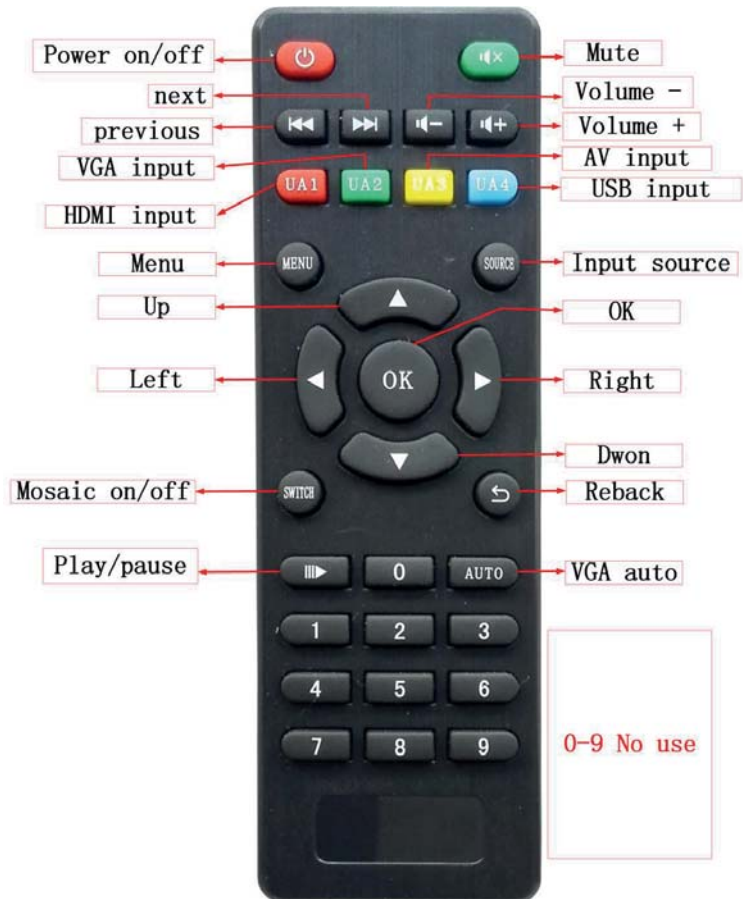 Power on/off
Mute
next
Volume -
previous
Volume +
VGA input
AV input
UA1
UA2
UA3
UA4
HDMI input
USB input
Menu
MENU
SOURCE
Input source
Up
OK
Left
OK
Right
Dwon
Mosaic on/off
SWITCH
Reback
Play/pause
0
AUTO
VGA auto
1
2
3
4
5
6
7
8
9
0-9 No use